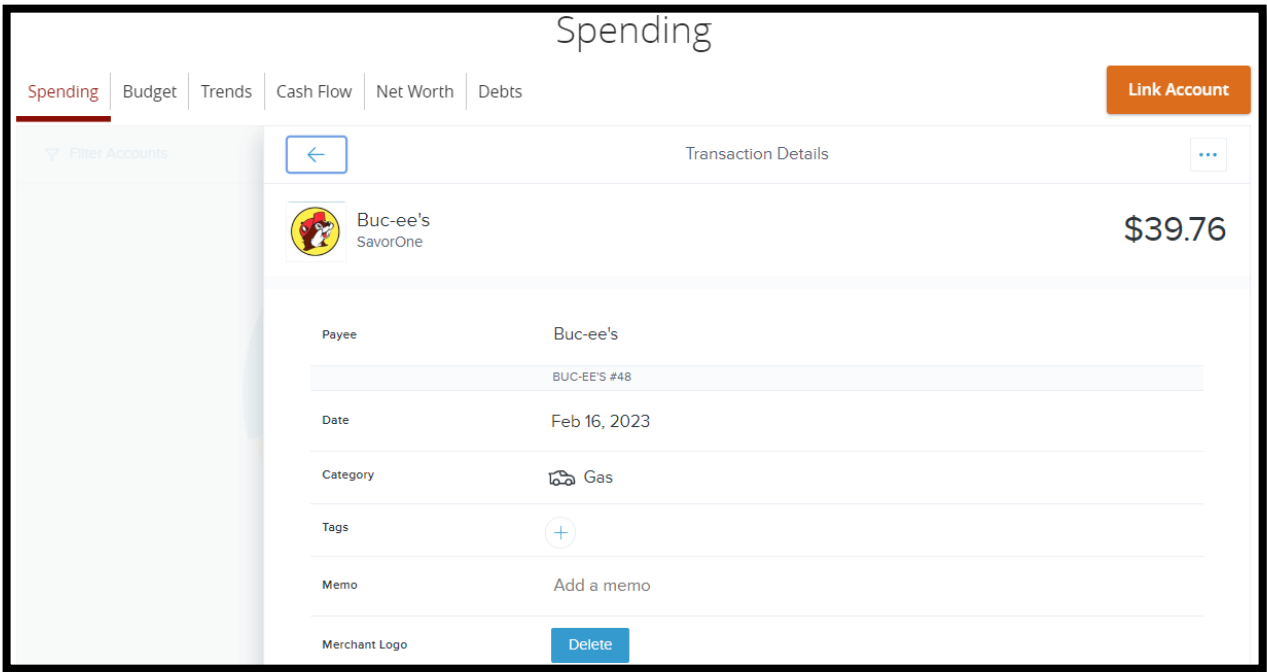 Spending
Spending Budget Trends Cash Flow Net Worth Debts Link Account
Filter Accounts
Transaction Details
Buc-ee's
SavorOne
$39.76
Payee Buc-ee's
BUC-EE'S #48
Date Feb 16, 2023
Category Gas
Tags
Memo Add a memo
Merchant Logo Delete